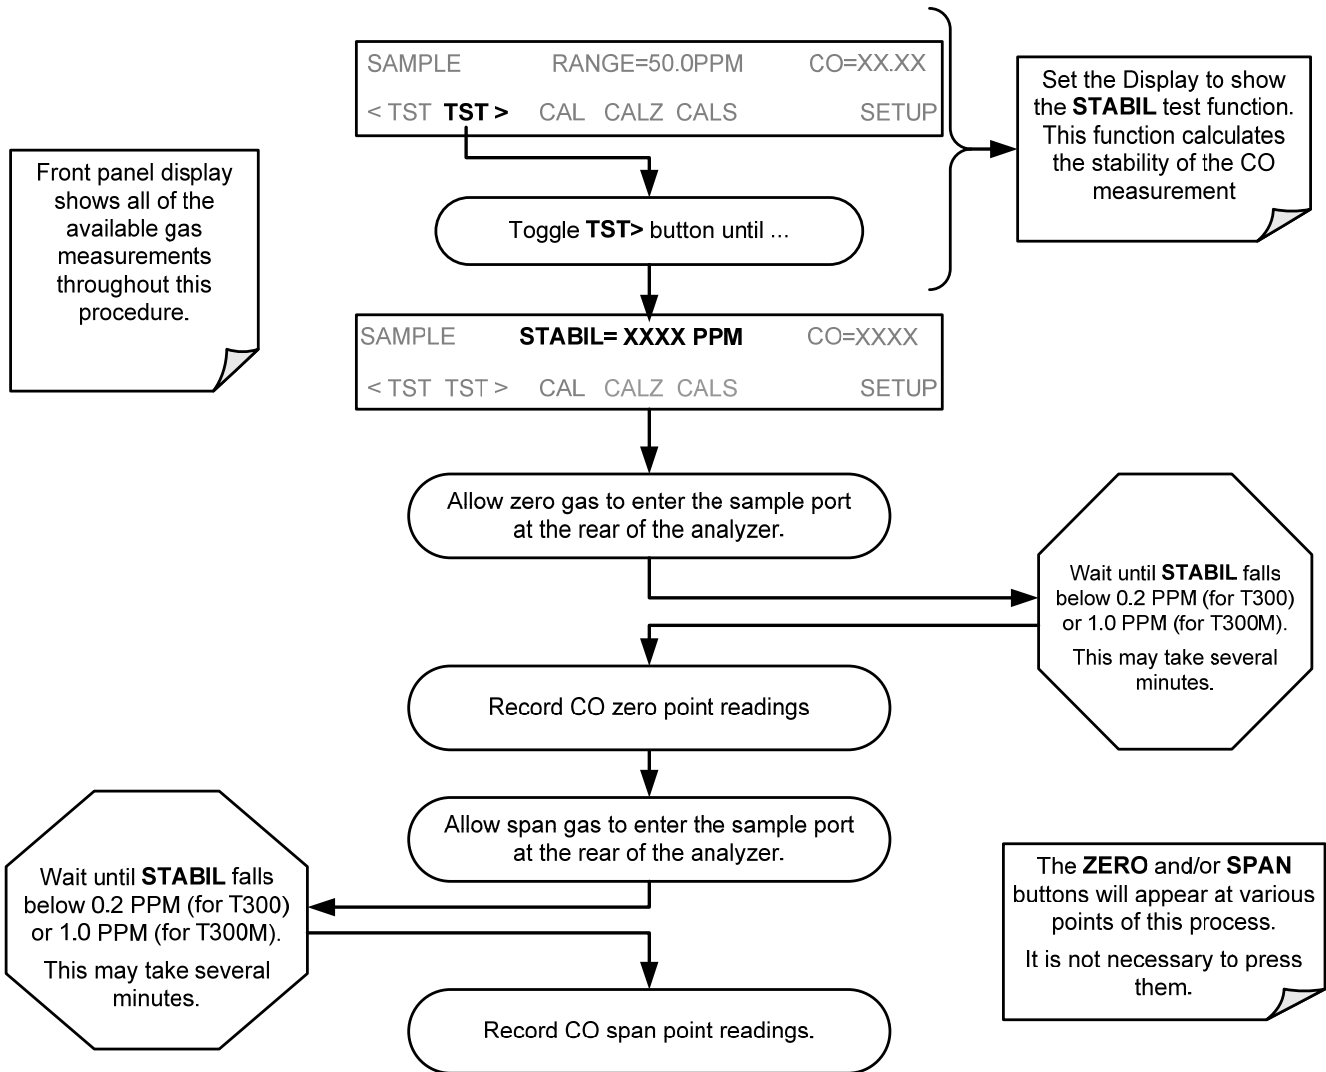 SAMPLE RANGE=50.0PPM CO=XX.XX
< TST TST > CAL CALZ CALS SETUP
Set the Display to show
the STABIL test function.
This function calculates
the stability of the CO
measurement
Front panel display
shows all of the
available gas
measurements
throughout this
procedure.
Toggle TST> button until ...
SAMPLE STABIL= XXXX PPM CO=XXXX
< TST TST > CAL CALZ CALS SETUP
Allow zero gas to enter the sample port
at the rear of the analyzer.
Wait until STABIL falls
below 0.2 PPM (for T300)
or 1.0 PPM (for T300M).
This may take several
minutes.
Record CO zero point readings
Allow span gas to enter the sample port
at the rear of the analyzer.
Wait until STABIL falls
below 0.2 PPM (for T300)
or 1.0 PPM (for T300M).
This may take several
minutes.
The ZERO and/or SPAN
buttons will appear at various
points of this process.
It is not necessary to press
them.
Record CO span point readings.